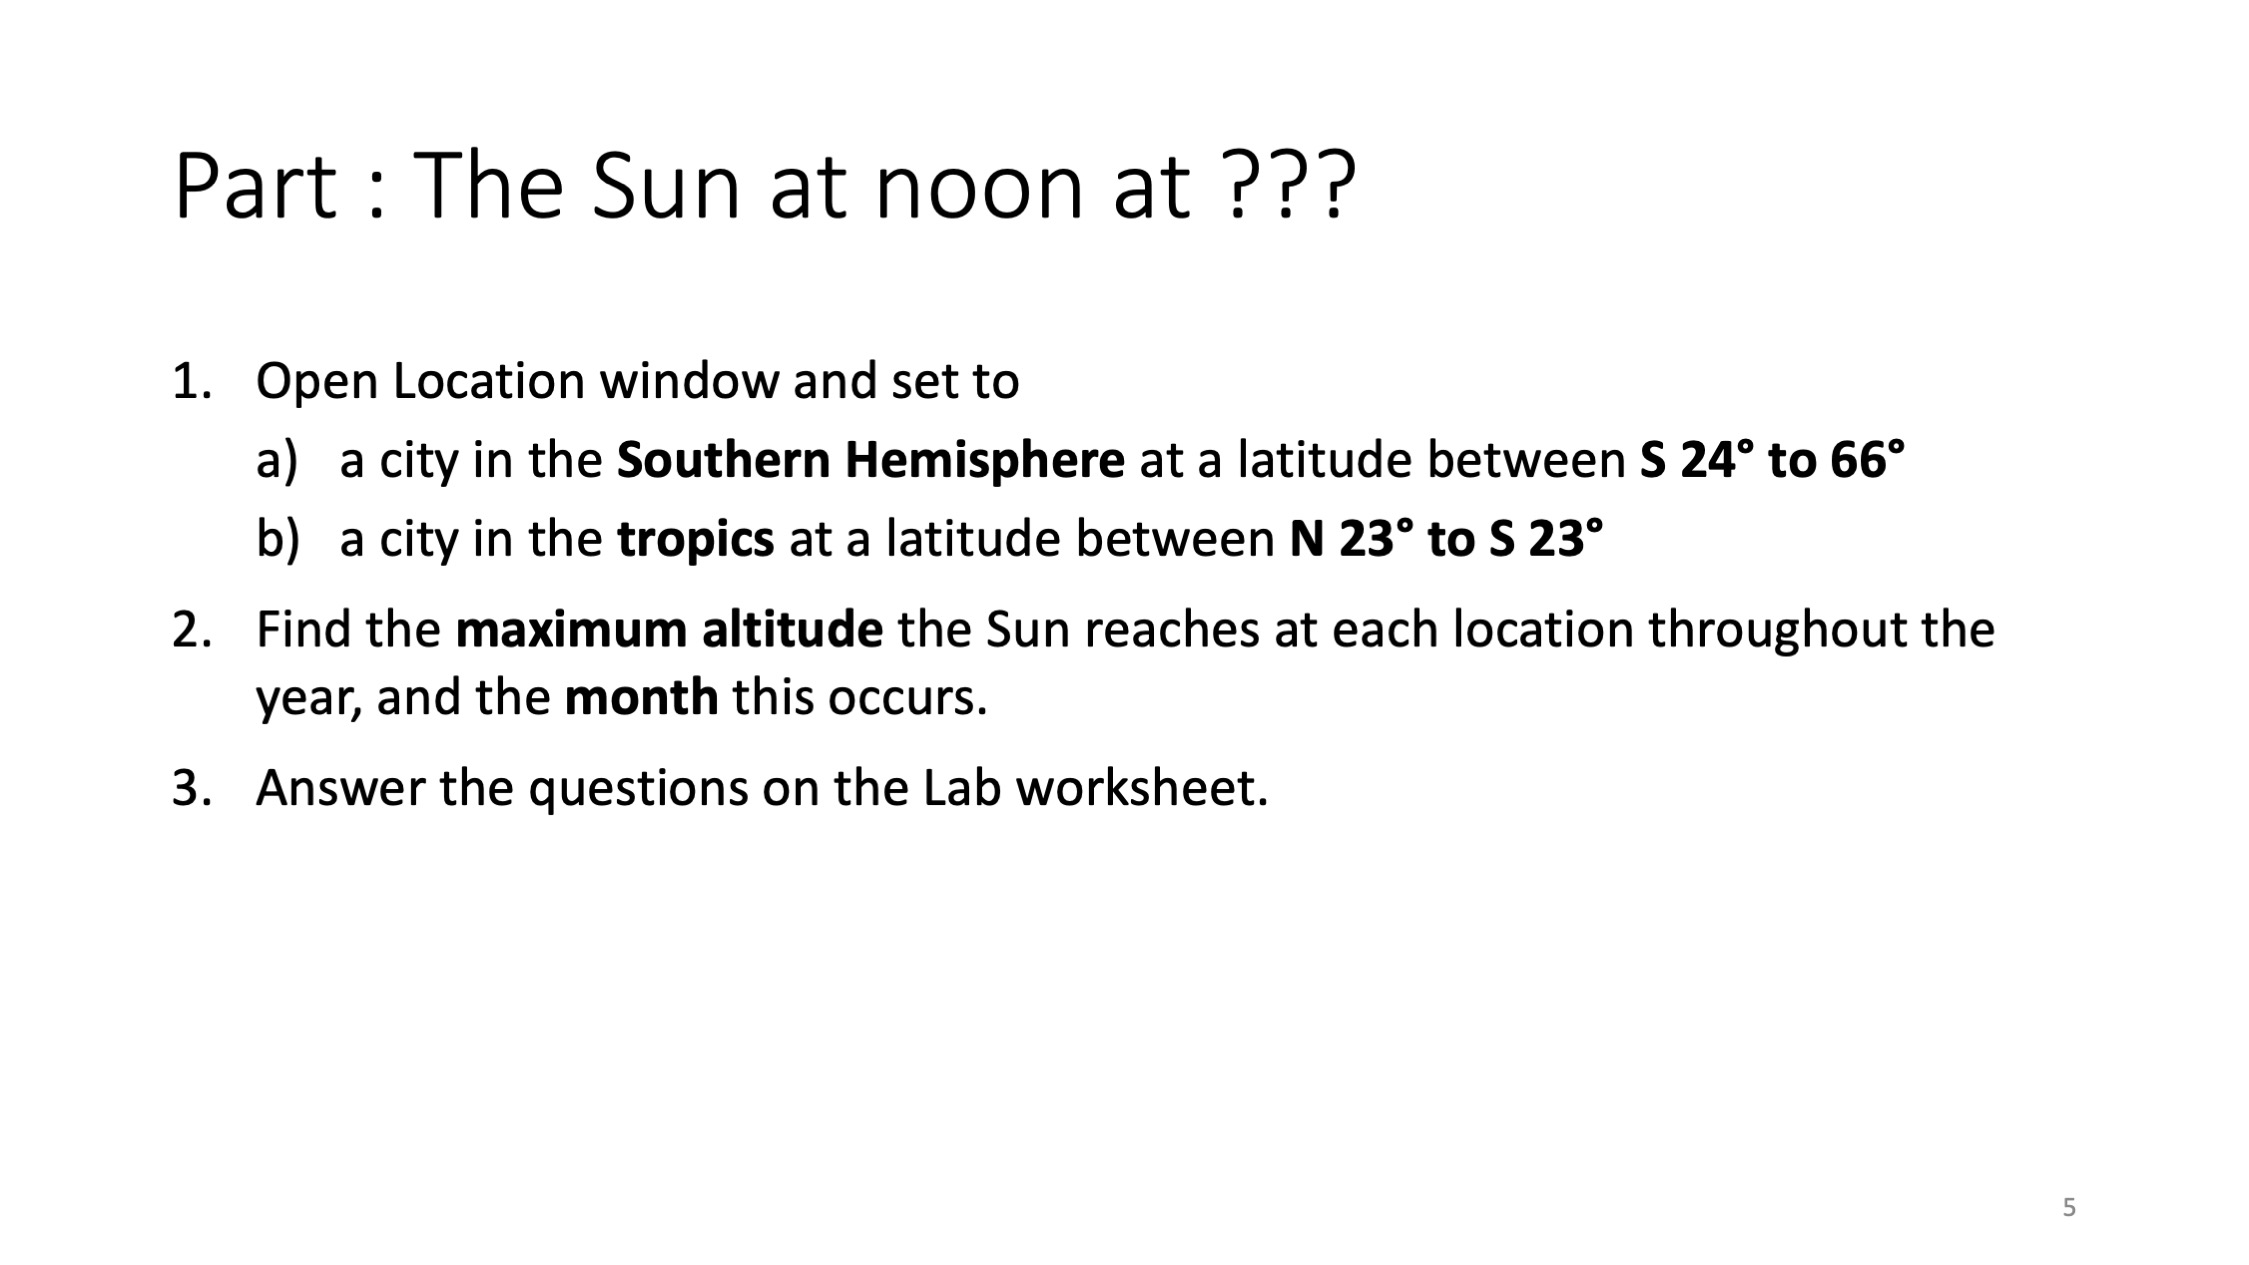 Part : The Sun at noon at ???
1. Open Location window and set to
a) a city in the Southern Hemisphere at a latitude between S 24° to 66°
b) a city in the tropics at a latitude between N 23° to S 23°
2. Find the maximum altitude the Sun reaches at each location throughout the
year, and the month this occurs.
3. Answer the questions on the Lab worksheet.
5